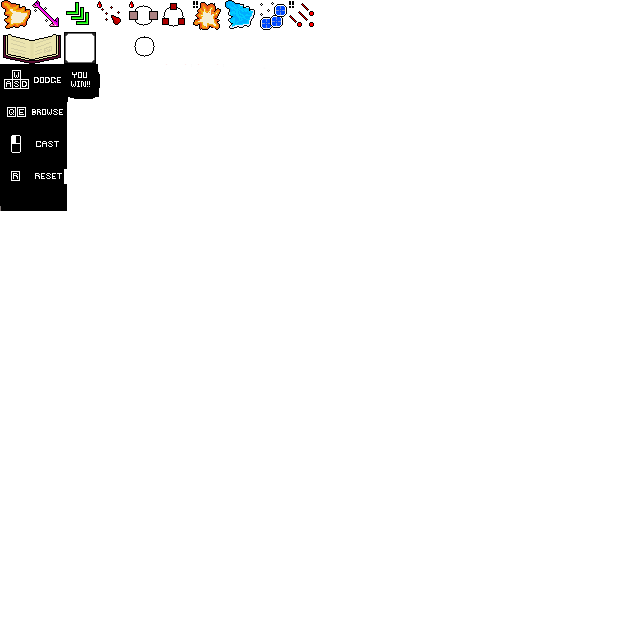 W
ASD DODGE
YOU
WIN!!
QE BROWSE
CAST
R RESET